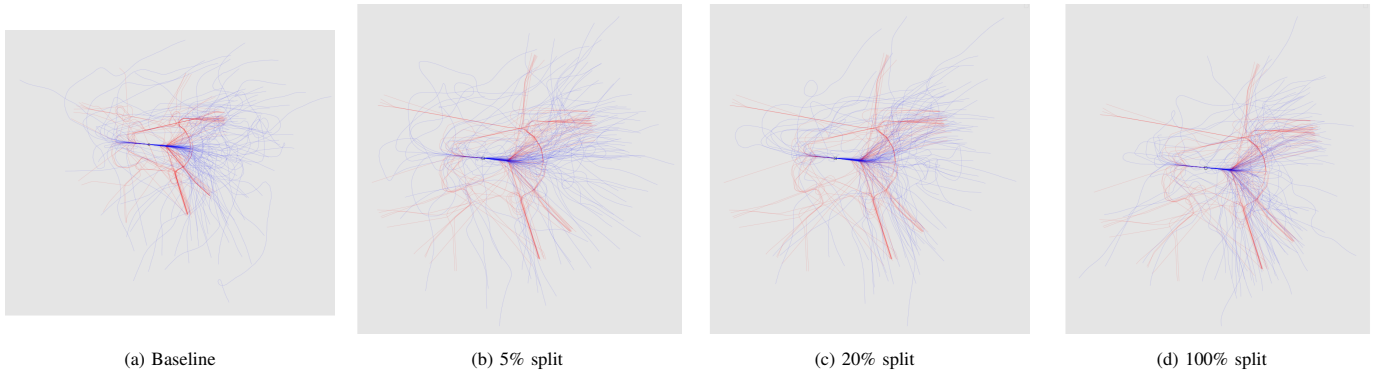 (a) Baseline
(b) 5% split
(c) 20% split
(d) 100% split